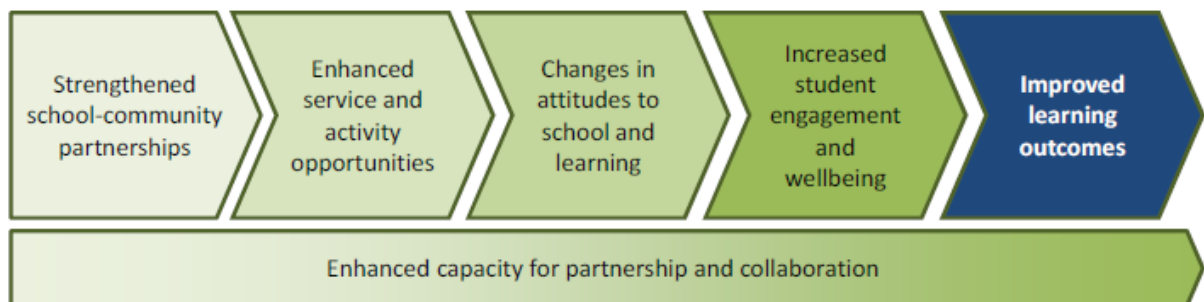 Strengthened
school-community
partnerships
Enhanced
service and
activity
opportunities
Changes in
attitudes to
school and
learning
Increased
student
engagement
and
wellbeing
Improved
learning
outcomes
Enhanced capacity for partnership and collaboration